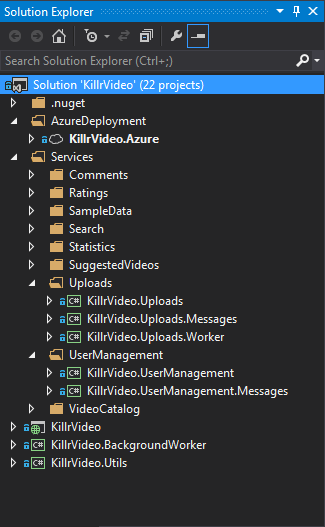 Solution Explorer
Search Solution Explorer (Ctrl+;)
Solution 'KillrVideo' (22 projects)
.nuget
AzureDeployment
KillrVideo.Azure
Services
Comments
Ratings
SampleData
Search
Statistics
SuggestedVideos
Uploads
C# KillrVideo.Uploads
C# KillrVideo.Uploads.Messages
C# KillrVideo.Uploads.Worker
UserManagement
C# KillrVideo.UserManagement
C# KillrVideo.UserManagement.Messages
VideoCatalog
KillrVideo
C# KillrVideo.BackgroundWorker
C# KillrVideo.Utils